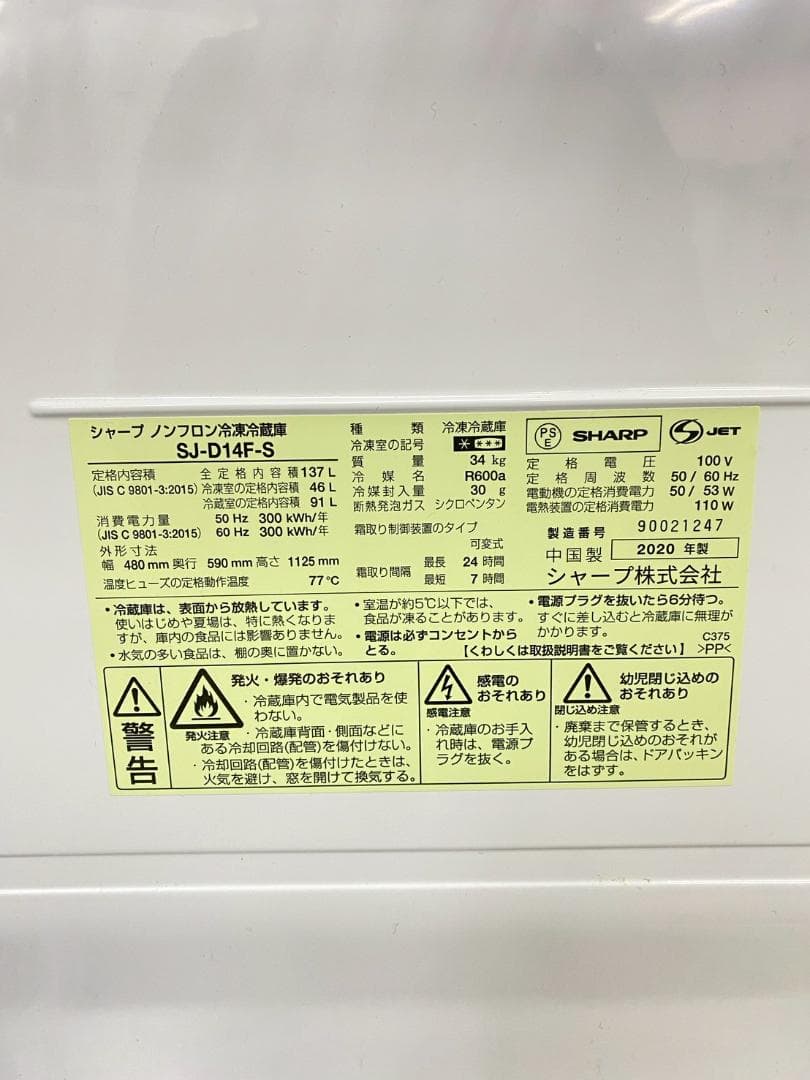 シャープ ノンフロン冷凍冷蔵庫
SJ-D14F-S
定格内容積 全定格内容積 137 L
(JIS C 9801-3:2015) 冷凍室の定格内容積 46 L
冷蔵室の定格内容積 91 L
消費電力量 50 Hz 300 kWh/年
(JIS C 9801-3:2015) 60 Hz 300 kWh/年
外形寸法
幅 480 mm 奥行 590 mm 高さ 1125 mm
温度ヒューズの定格動作温度 77℃
種類 冷凍冷蔵庫
冷凍室の記号
質量 34 kg
冷媒名 R600a
冷媒封入量 30 g
断熱発泡ガス シクロペンタン
霜取り制御装置のタイプ
可変式
霜取り間隔 最長 24時間
最短 7時間
PS
E
SHARP
S JET
定格電圧 100 V
定格周波数 50 / 60 Hz
電動機の定格消費電力 50 / 53 W
電熱装置の定格消費電力 110 W
製造番号 90021247
中国製 2020 年製
シャープ株式会社
・冷蔵庫は、表面から放熱しています。
使いはじめや夏場は、特に熱くなりま
すが、庫内の食品には影響ありません。
・水気の多い食品は、棚の奥に置かない。
・室温が約5℃以下では、
食品が凍ることがあります。
・電源は必ずコンセントから
とる。
・電源プラグを抜いたら6分待つ。
すぐに差し込むと冷蔵庫に無理が
かかります。
C375
【くわしくは取扱説明書をご覧ください】 >PP<
警告
発火・爆発のおそれあり
発火注意
・冷蔵庫内で電気製品を使
わない。
・冷蔵庫背面・側面などに
ある冷却回路(配管)を傷付けない。
・冷却回路(配管)を傷付けたときは、
火気を避け、窓を開けて換気する。
感電の
おそれあり
感電注意
・冷蔵庫のお手入
れ時は、電源プ
ラグを抜く。
幼児閉じ込めの
おそれあり
閉じ込め注意
・廃棄まで保管するとき、
幼児閉じ込めのおそれが
ある場合は、ドアパッキン
をはずす。